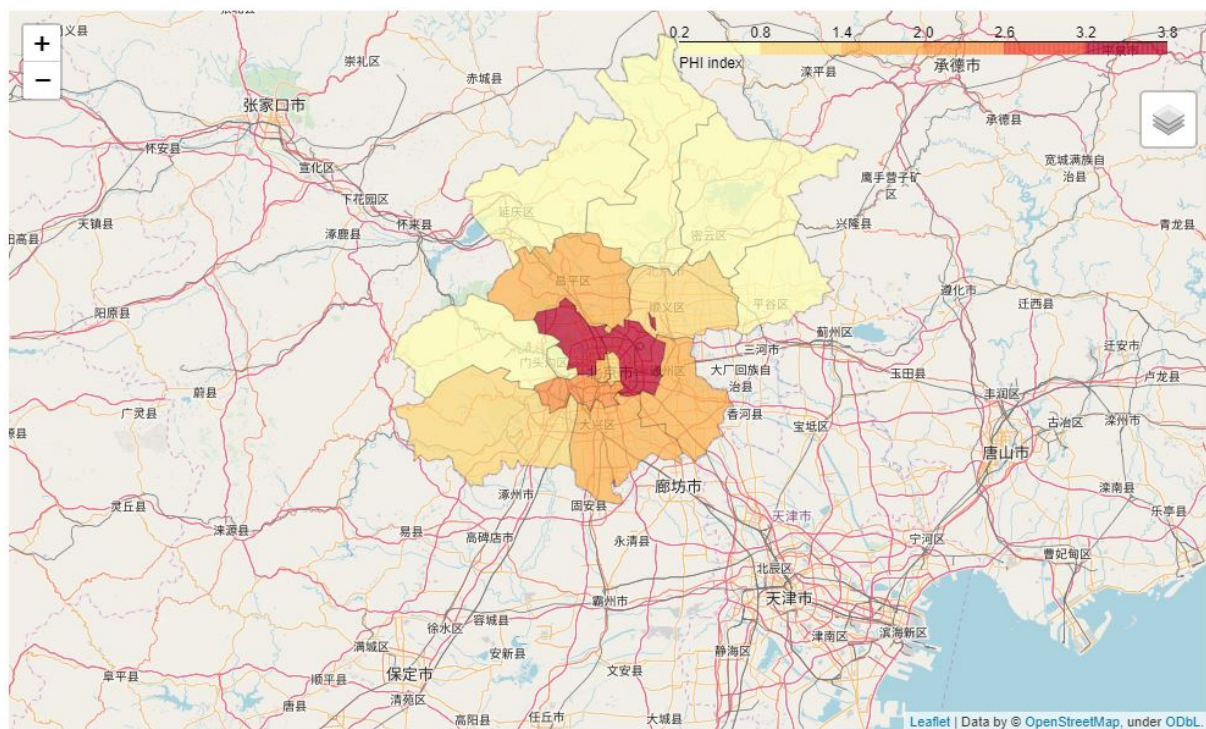 +
−
0.2 0.8 1.4 2.0 2.6 3.2 3.8
PHI index
崇礼区
赤城县
滦平县
承德市
平泉市
张家口市
承德县
怀安县
宣化区
宽城满族自
治县
鹰手营子矿
区
下花园区
怀来县
延庆区
天镇县
涿鹿县
兴隆县
青龙县
密云区
昌平区
遵化市
迁西县
顺义区
平谷区
阳原县
蓟州区
三河市
迁安市
门头沟区
北京市
通州区
大厂回族自
治县
玉田县
卢龙县
蔚县
丰润区
广灵县
香河县
古冶区
滦州市
大兴区
宝坻区
唐山市
廊坊市
涿州市
滦南县
灵丘县
固安县
涞源县
易县
天津市
乐亭县
高碑店市
永清县
宁河区
曹妃甸区
北辰区
霸州市
天津市
容城县
徐水区
津南区
滨海新区
满城区
安新县
静海区
保定市
文安县
阜平县
顺平县
清苑区
唐县
高阳县
任丘市
大城县
Leaflet | Data by © OpenStreetMap, under ODbL.